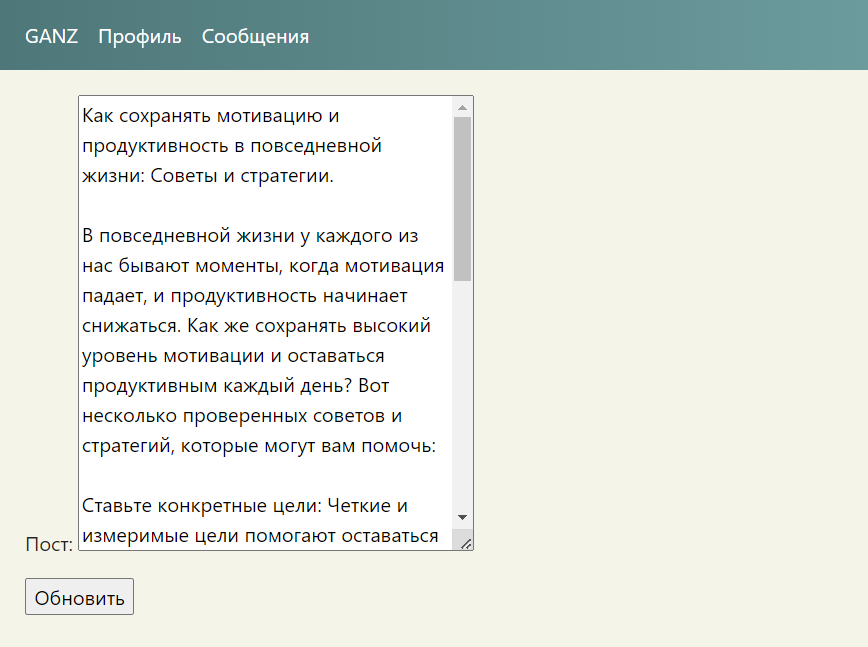 GANZ Профиль Сообщения
Как сохранять мотивацию и
продуктивность в повседневной
жизни: Советы и стратегии.
В повседневной жизни у каждого из
нас бывают моменты, когда мотивация
падает, и продуктивность начинает
снижаться. Как же сохранять высокий
уровень мотивации и оставаться
продуктивным каждый день? Вот
несколько проверенных советов и
стратегий, которые могут вам помочь:
Ставьте конкретные цели: Четкие и
измеримые цели помогают оставаться
Пост:
Обновить